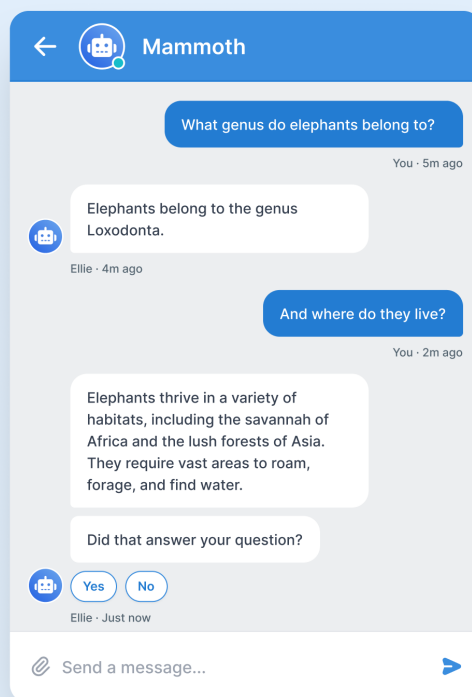 Mammoth
What genus do elephants belong to?
You · 5m ago
Elephants belong to the genus
Loxodonta.
Ellie · 4m ago
And where do they live?
You · 2m ago
Elephants thrive in a variety of
habitats, including the savannah of
Africa and the lush forests of Asia.
They require vast areas to roam,
forage, and find water.
Did that answer your question?
Yes No
Ellie · Just now
Send a message...